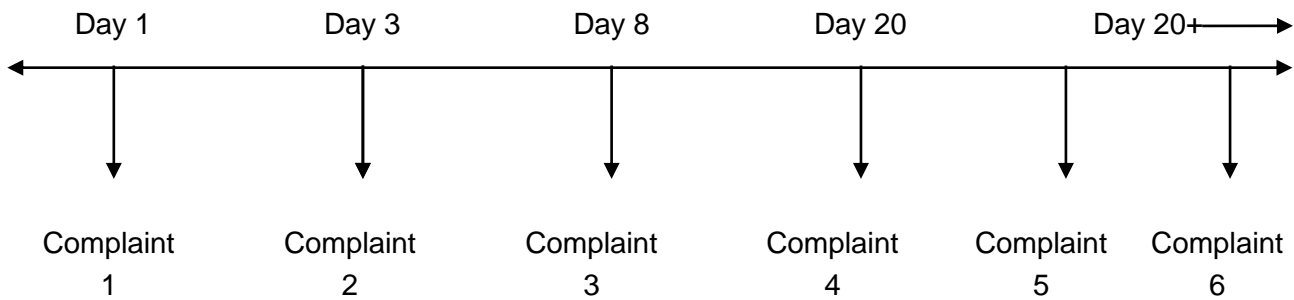 Day 1 Day 3 Day 8 Day 20 Day 20+
Complaint Complaint Complaint Complaint Complaint Complaint
1 2 3 4 5 6